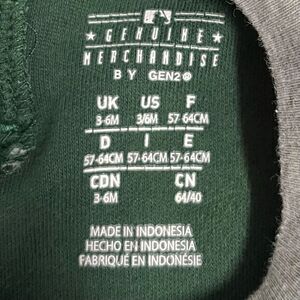 GENUINE
MERCHANDISE
BY GEN2®
UK US F
3-6M 3/6M 57-64CM
D I E
57-64CM 57-64CM 57-64CM
CDN CN
3-6M 64/40
MADE IN INDONESIA
HECHO EN INDONESIA
FABRIQUÉ EN INDONÉSIE